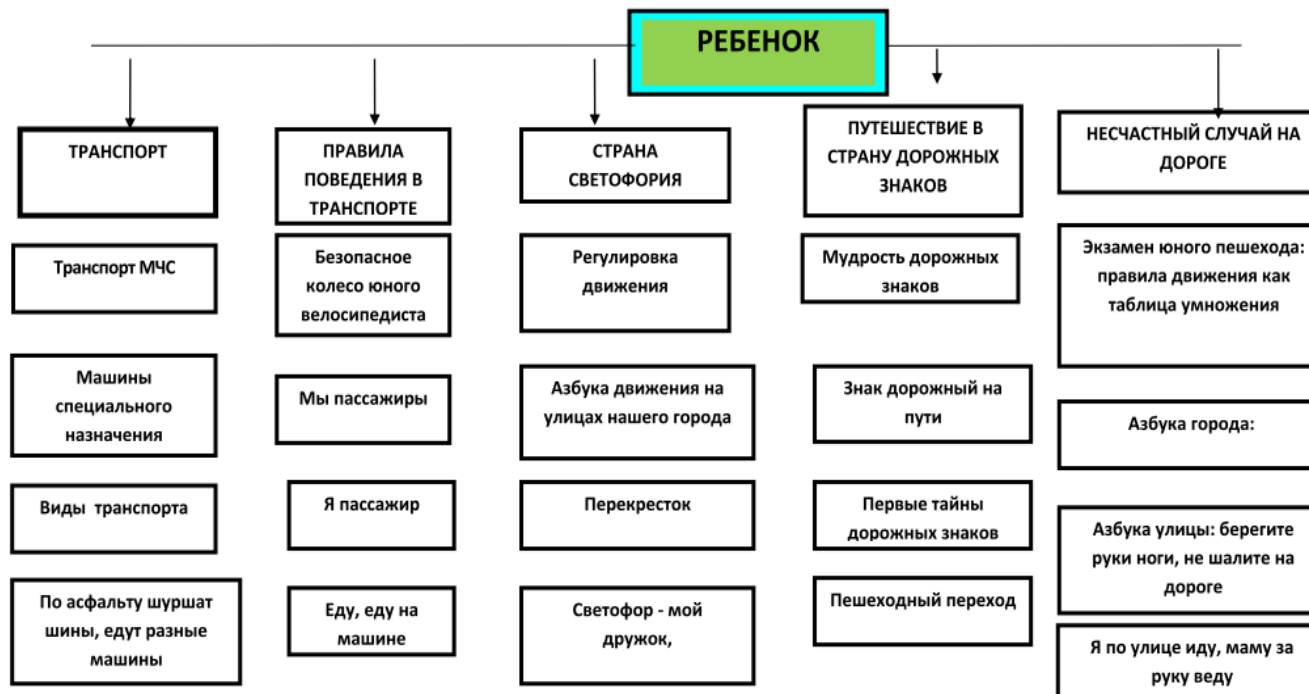 РЕБЕНОК
ТРАНСПОРТ
ПРАВИЛА
ПОВЕДЕНИЯ В
ТРАНСПОРТЕ
СТРАНА
СВЕТОФОРИЯ
ПУТЕШЕСТВИЕ В
СТРАНУ ДОРОЖНЫХ
ЗНАКОВ
НЕСЧАСТНЫЙ СЛУЧАЙ НА
ДОРОГЕ
Транспорт МЧС
Безопасное
колесо юного
велосипедиста
Регулировка
движения
Мудрость дорожных
знаков
Экзамен юного пешехода:
правила движения как
таблица умножения
Машины
специального
назначения
Мы пассажиры
Азбука движения на
улицах нашего города
Знак дорожный на
пути
Азбука города:
Виды транспорта
Я пассажир
Перекресток
Первые тайны
дорожных знаков
Азбука улицы: берегите
руки ноги, не шалите на
дороге
По асфальту шуршат
шины, едут разные
машины
Еду, еду на
машине
Светофор - мой
дружок,
Пешеходный переход
Я по улице иду, маму за
руку веду